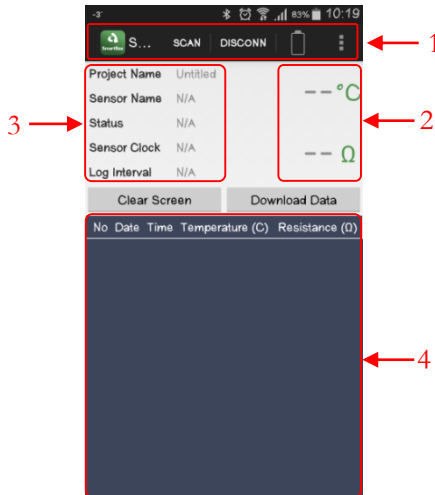 -3° 83% 10:19
SmartRoc S... SCAN DISCONN
1
Project Name Untitled
Sensor Name N/A
Status N/A
Sensor Clock N/A
Log Interval N/A
3
-- °C
2
-- Ω
Clear Screen Download Data
No Date Time Temperature (C) Resistance (Ω)
4